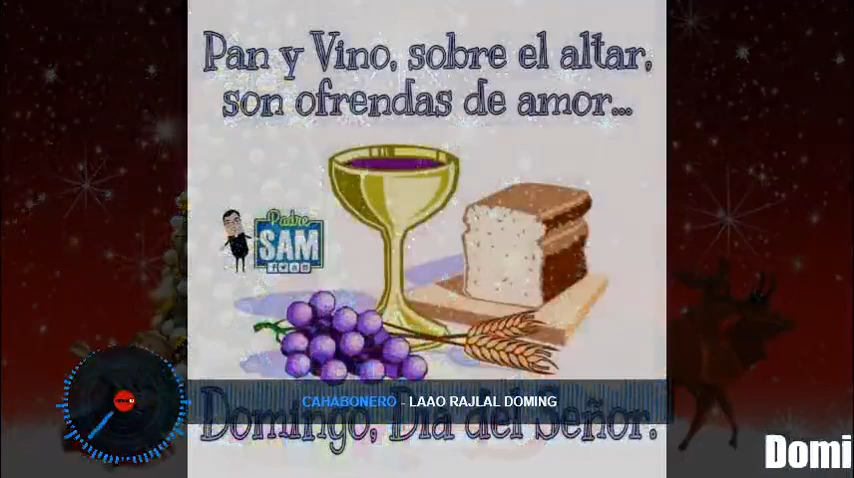 Pan y Vino, sobre el altar,
son ofrendas de amor...
Padre
SAM
CAHABONERO - LAAO RAJLAL DOMING
Domingo, Día del Señor.
Domi